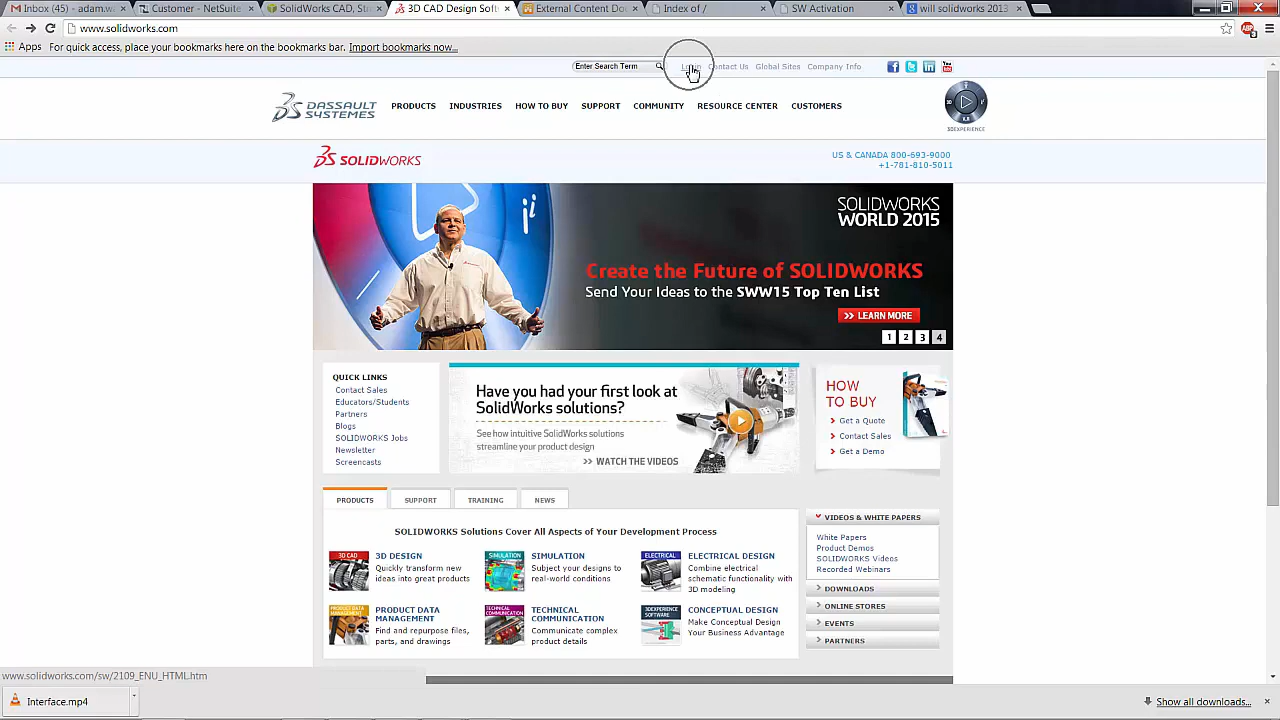 Inbox (45) - adam.wa
Customer - NetSuite
SolidWorks CAD, St
3D CAD Design Soft
External Content Do
Index of /
SW Activation
will solidworks 2013
www.solidworks.com
Apps
For quick access, place your bookmarks here on the bookmarks bar. Import bookmarks now...
Enter Search Term
Login
Contact Us
Global Sites
Company Info
DASSAULT SYSTEMES
PRODUCTS
INDUSTRIES
HOW TO BUY
SUPPORT
COMMUNITY
RESOURCE CENTER
CUSTOMERS
3DEXPERIENCE
SOLIDWORKS
US & CANADA 800-693-9000
+1-781-810-5011
SOLIDWORKS
WORLD 2015
Create the Future of SOLIDWORKS
Send Your Ideas to the SWW15 Top Ten List
>> LEARN MORE
1 2 3 4
QUICK LINKS
Contact Sales
Educators/Students
Partners
Blogs
SOLIDWORKS Jobs
Newsletter
Screencasts
Have you had your first look at
SolidWorks solutions?
See how intuitive SolidWorks solutions
streamline your product design
>> WATCH THE VIDEOS
HOW
TO BUY
Get a Quote
Contact Sales
Get a Demo
PRODUCTS
SUPPORT
TRAINING
NEWS
SOLIDWORKS Solutions Cover All Aspects of Your Development Process
3D CAD
3D DESIGN
Quickly transform new
ideas into great products
SIMULATION
SIMULATION
Subject your designs to
real-world conditions
ELECTRICAL
ELECTRICAL DESIGN
Combine electrical
schematic functionality with
3D modeling
PRODUCT DATA
MANAGEMENT
Find and repurpose files,
parts, and drawings
TECHNICAL
COMMUNICATION
Communicate complex
product details
CONCEPTUAL DESIGN
Make Conceptual Design
Your Business Advantage
VIDEOS & WHITE PAPERS
White Papers
Product Demos
SOLIDWORKS Videos
Recorded Webinars
DOWNLOADS
ONLINE STORES
EVENTS
PARTNERS
www.solidworks.com/sw/2109_ENU_HTML.htm
Interface.mp4
Show all downloads...